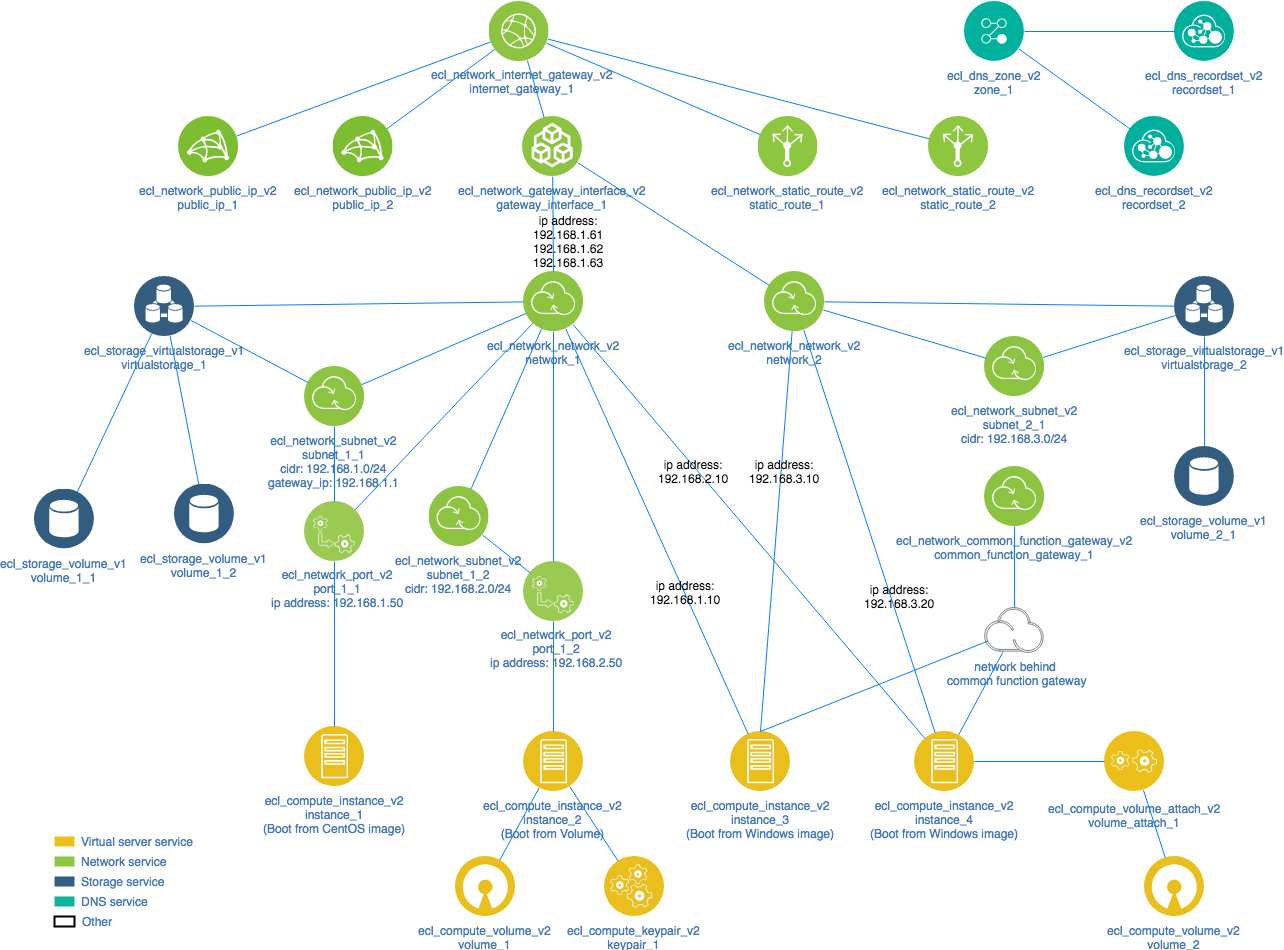 ecl_network_internet_gateway_v2
internet_gateway_1
ecl_dns_zone_v2
zone_1
ecl_dns_recordset_v2
recordset_1
ecl_network_public_ip_v2
public_ip_1
ecl_network_public_ip_v2
public_ip_2
ecl_network_gateway_interface_v2
gateway_interface_1
ip address:
192.168.1.61
192.168.1.62
192.168.1.63
ecl_network_static_route_v2
static_route_1
ecl_network_static_route_v2
static_route_2
ecl_dns_recordset_v2
recordset_2
ecl_storage_virtualstorage_v1
virtualstorage_1
ecl_network_network_v2
network_1
ecl_network_network_v2
network_2
ecl_storage_virtualstorage_v1
virtualstorage_2
ecl_network_subnet_v2
subnet_1_1
cidr: 192.168.1.0/24
gateway_ip: 192.168.1.1
ecl_network_subnet_v2
subnet_2_1
cidr: 192.168.3.0/24
ip address:
192.168.2.10
ip address:
192.168.3.10
ecl_storage_volume_v1
volume_1_1
ecl_storage_volume_v1
volume_1_2
ecl_network_port_v2
port_1_1
ip address: 192.168.1.50
ecl_network_subnet_v2
subnet_1_2
cidr: 192.168.2.0/24
ecl_network_common_function_gateway_v2
common_function_gateway_1
ecl_storage_volume_v1
volume_2_1
ip address:
192.168.1.10
ip address:
192.168.3.20
ecl_network_port_v2
port_1_2
ip address: 192.168.2.50
network behind
common function gateway
ecl_compute_instance_v2
instance_1
(Boot from CentOS image)
ecl_compute_instance_v2
instance_2
(Boot from Volume)
ecl_compute_instance_v2
instance_3
(Boot from Windows image)
ecl_compute_instance_v2
instance_4
(Boot from Windows image)
ecl_compute_volume_attach_v2
volume_attach_1
Virtual server service
Network service
Storage service
DNS service
Other
ecl_compute_volume_v2
volume_1
ecl_compute_keypair_v2
keypair_1
ecl_compute_volume_v2
volume_2